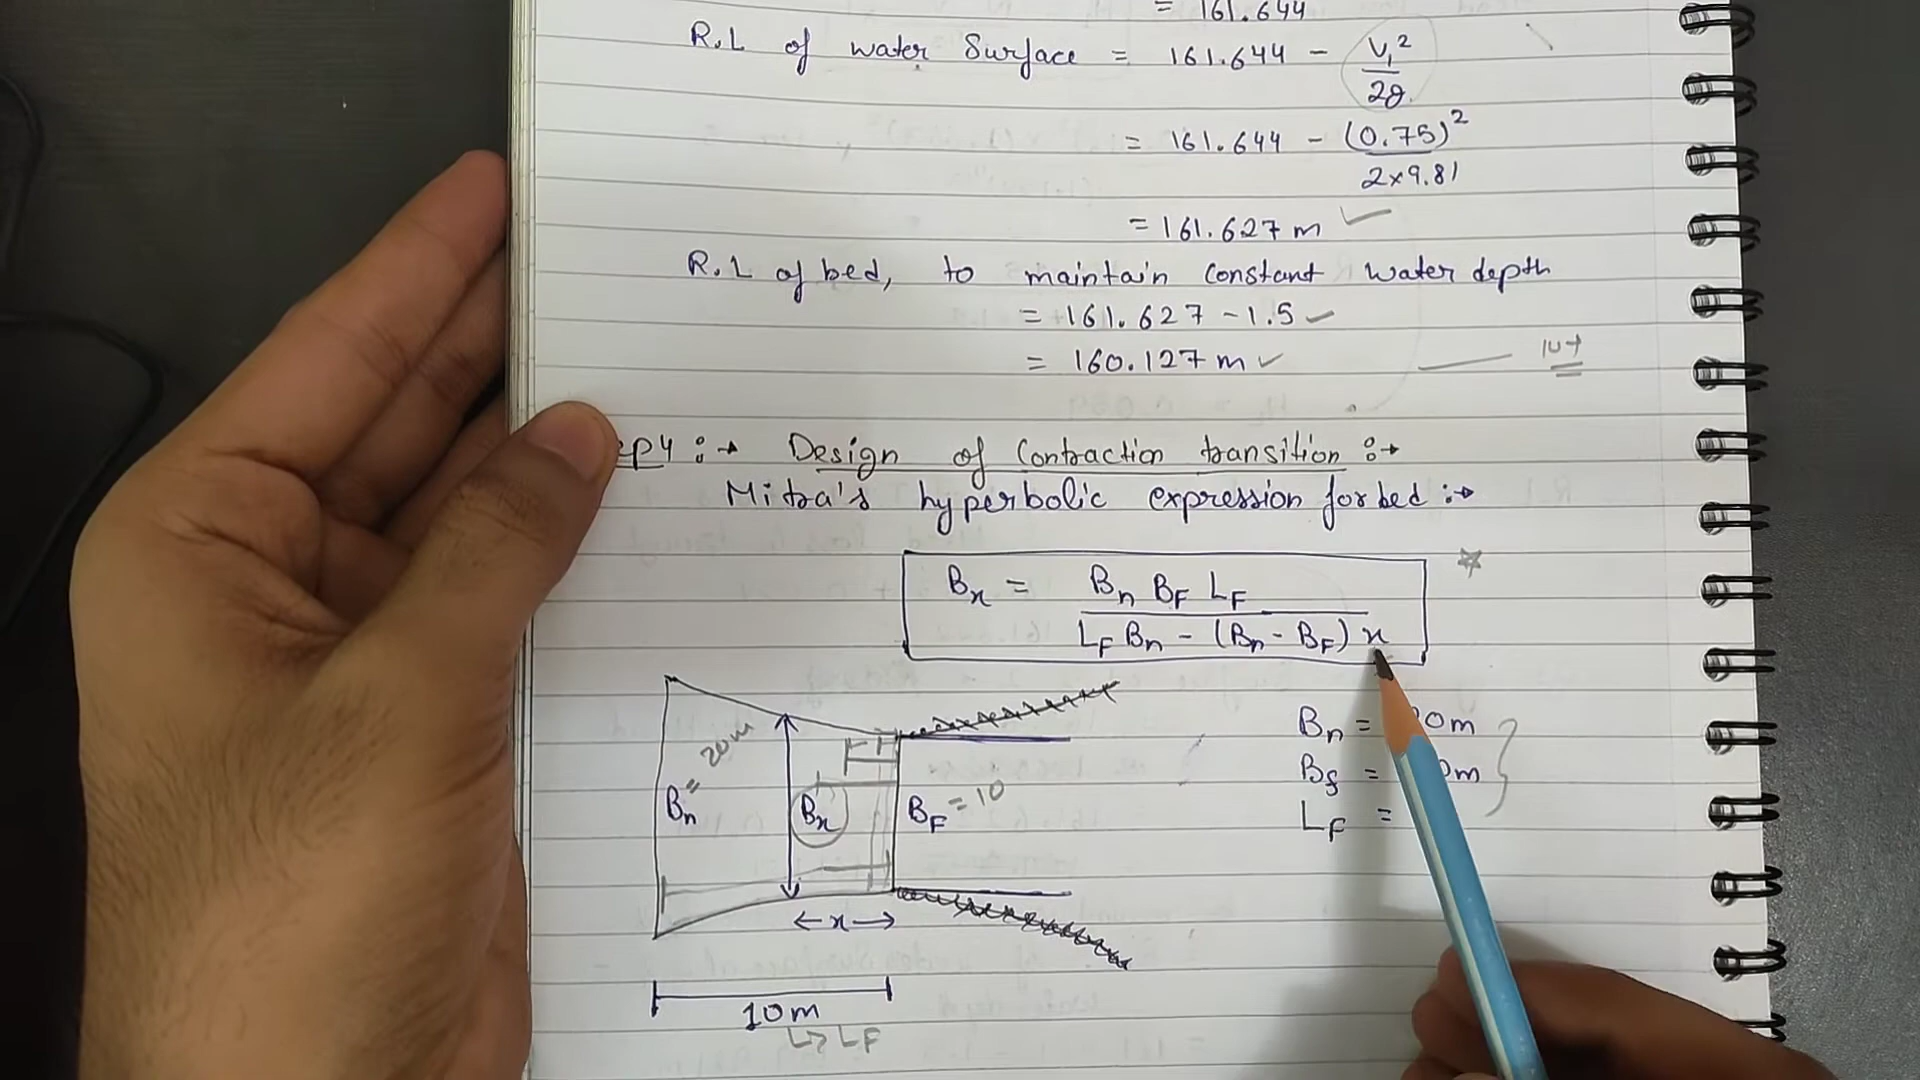 = 161.644
R.L of water Surface = 161.644 - V₁² / 2g
= 161.644 - (0.75)² / 2×9.81
= 161.627 m ✓
R.L of bed, to maintain constant water depth
= 161.627 - 1.5 ✓
= 160.127 m ✓
ep4 :→ Design of Contraction transition :→
Mitra's hyperbolic expression for bed :→
Bx = Bn BF LF / LF Bn - (Bn - BF) x
Bn = 20m
Bx
BF = 10
x
10m
L → LF
Bn = 0m
Bf = 0m
LF =